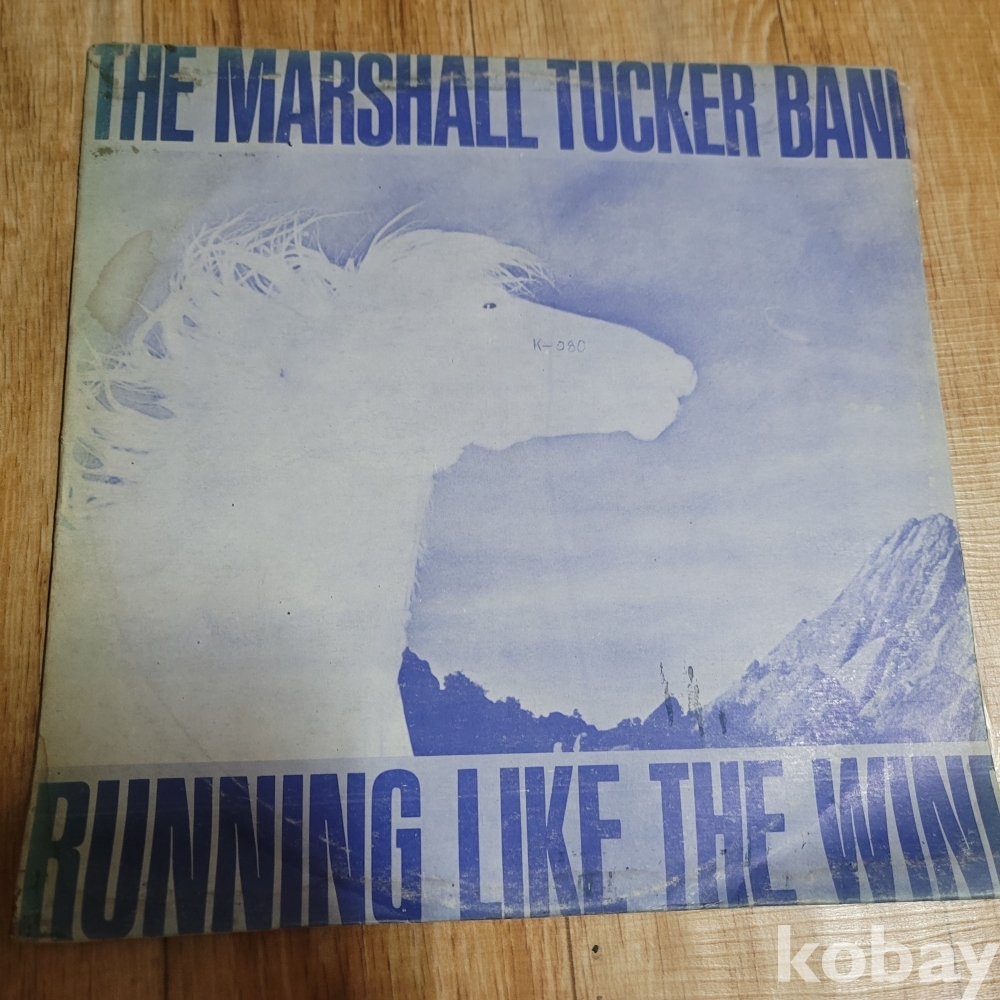 THE MARSHALL TUCKER BAN
K-080
RUNNING LIKE THE WIN
kobay